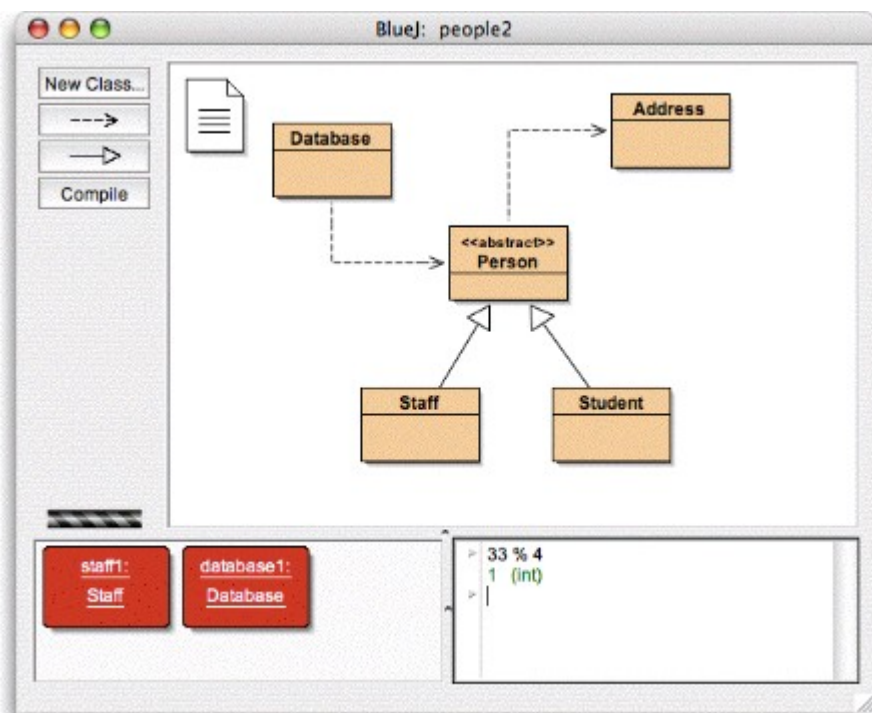 BlueJ: people2
New Class...
Compile
Database
Address
<<abstract>>
Person
Staff
Student
staff1:
Staff
database1:
Database
33 % 4
1 (int)